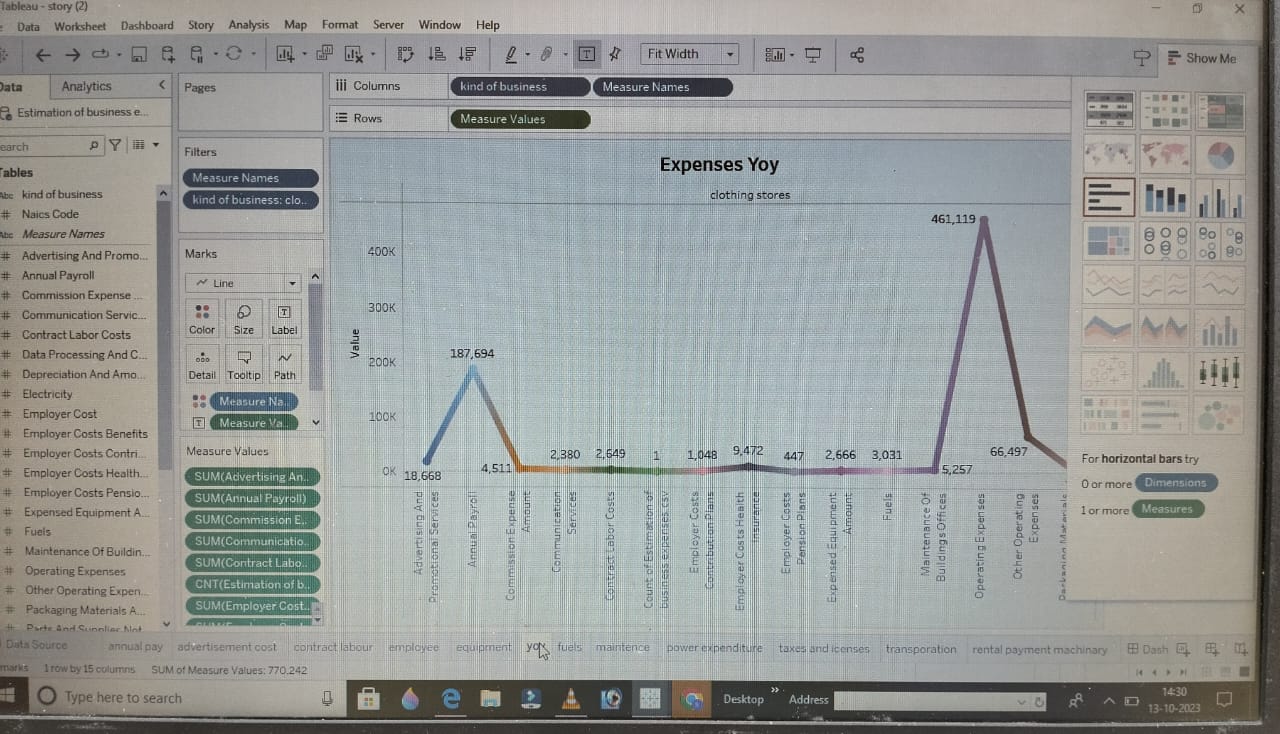 Tableau - story (2)
Data Worksheet Dashboard Story Analysis Map Format Server Window Help
Fit Width
Show Me
Data Analytics
Estimation of business e...
Search
Tables
Abc kind of business
# Naics Code
Abc Measure Names
# Advertising And Promo...
# Annual Payroll
# Commission Expense ...
# Communication Servic...
# Contract Labor Costs
# Data Processing And C...
# Depreciation And Amo...
# Electricity
# Employer Cost
# Employer Costs Benefits
# Employer Costs Contri...
# Employer Costs Health...
# Employer Costs Pensio...
# Expensed Equipment A...
# Fuels
# Maintenance Of Buildin...
# Operating Expenses
# Other Operating Expen...
# Packaging Materials A...
# Parts And Supplies Not
Pages
Filters
Measure Names
kind of business: clo..
Marks
Line
Color Size Label
Detail Tooltip Path
Measure Na..
Measure Va..
Measure Values
SUM(Advertising An..
SUM(Annual Payroll)
SUM(Commission E..
SUM(Communicatio..
SUM(Contract Labo..
CNT(Estimation of b..
SUM(Employer Cost..
Columns kind of business Measure Names
Rows Measure Values
Expenses Yoy
clothing stores
Value
400K
300K
200K
100K
0K
18,668
187,694
4,511
2,380
2,649
1
1,048
9,472
447
2,666
3,031
5,257
461,119
66,497
Advertising And
Promotional Services
Annual Payroll
Commission Expense
Amount
Communication
Services
Contract Labor Costs
Count of Estimation of
business expenses csv
Employer Costs
Contribution Plans
Employer Costs Health
Insurance
Employer Costs
Pension Plans
Expensed Equipment
Amount
Fuels
Maintenance Of
Buildings Offices
Operating Expenses
Other Operating
Expenses
Packaging Materials
For horizontal bars try
0 or more Dimensions
1 or more Measures
Data Source annual pay advertisement cost contract labour employee equipment yoy fuels maintence power expenditure taxes and icenses transportation rental payment machinary Dash
marks 1 row by 15 columns SUM of Measure Values: 770,242
Type here to search
Desktop
Address
14:30
13-10-2023